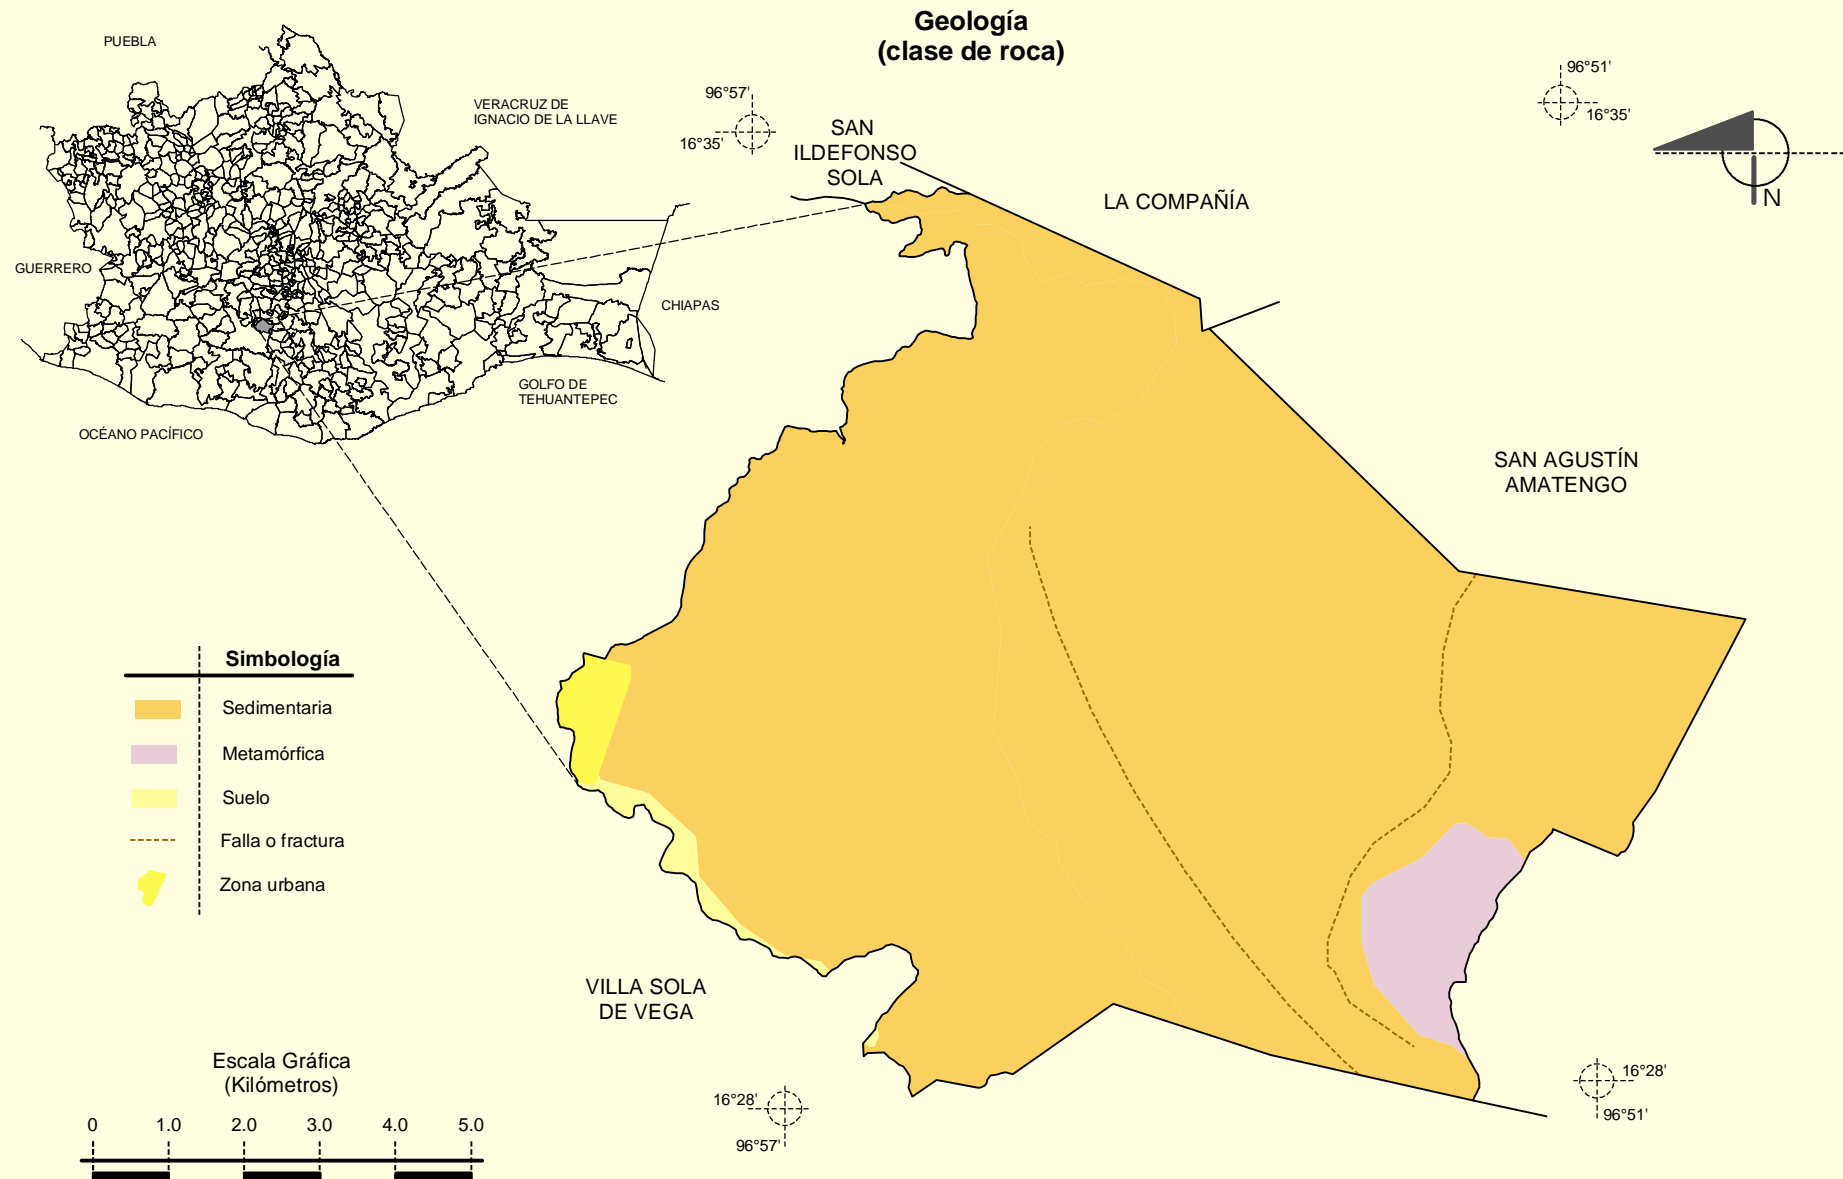 Geología
(clase de roca)
PUEBLA
VERACRUZ DE
IGNACIO DE LA LLAVE
GUERRERO
CHIAPAS
GOLFO DE
TEHUANTEPEC
OCÉANO PACÍFICO
96°57'
16°35'
96°51'
16°35'
N
SAN
ILDEFONSO
SOLA
LA COMPAÑÍA
SAN AGUSTÍN
AMATENGO
VILLA SOLA
DE VEGA
Simbología
Sedimentaria
Metamórfica
Suelo
Falla o fractura
Zona urbana
Escala Gráfica
(Kilómetros)
0 1.0 2.0 3.0 4.0 5.0
16°28'
96°57'
16°28'
96°51'